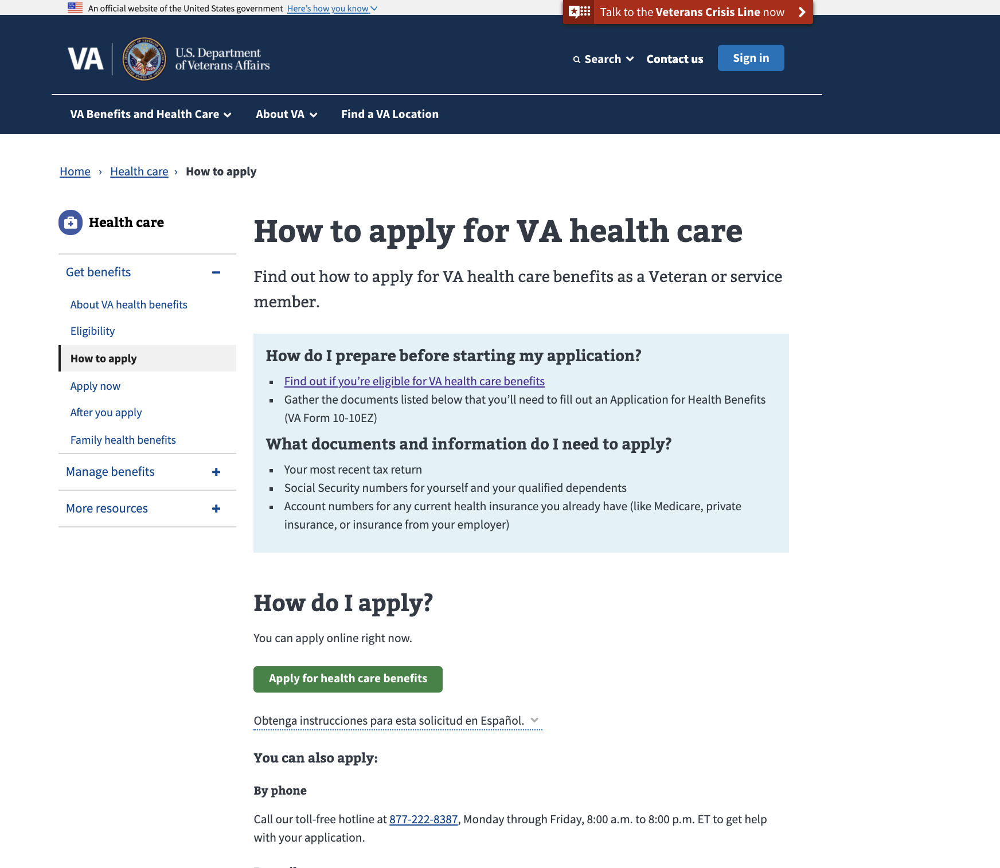 An official website of the United States government Here's how you know
Talk to the Veterans Crisis Line now
VA
U.S. Department
of Veterans Affairs
Search
Contact us
Sign in
VA Benefits and Health Care
About VA
Find a VA Location
Home › Health care › How to apply
Health care
Get benefits
About VA health benefits
Eligibility
How to apply
Apply now
After you apply
Family health benefits
Manage benefits
More resources
How to apply for VA health care
Find out how to apply for VA health care benefits as a Veteran or service
member.
How do I prepare before starting my application?
Find out if you’re eligible for VA health care benefits
Gather the documents listed below that you’ll need to fill out an Application for Health Benefits
(VA Form 10-10EZ)
What documents and information do I need to apply?
Your most recent tax return
Social Security numbers for yourself and your qualified dependents
Account numbers for any current health insurance you already have (like Medicare, private
insurance, or insurance from your employer)
How do I apply?
You can apply online right now.
Apply for health care benefits
Obtenga instrucciones para esta solicitud en Español.
You can also apply:
By phone
Call our toll-free hotline at 877-222-8387, Monday through Friday, 8:00 a.m. to 8:00 p.m. ET to get help
with your application.